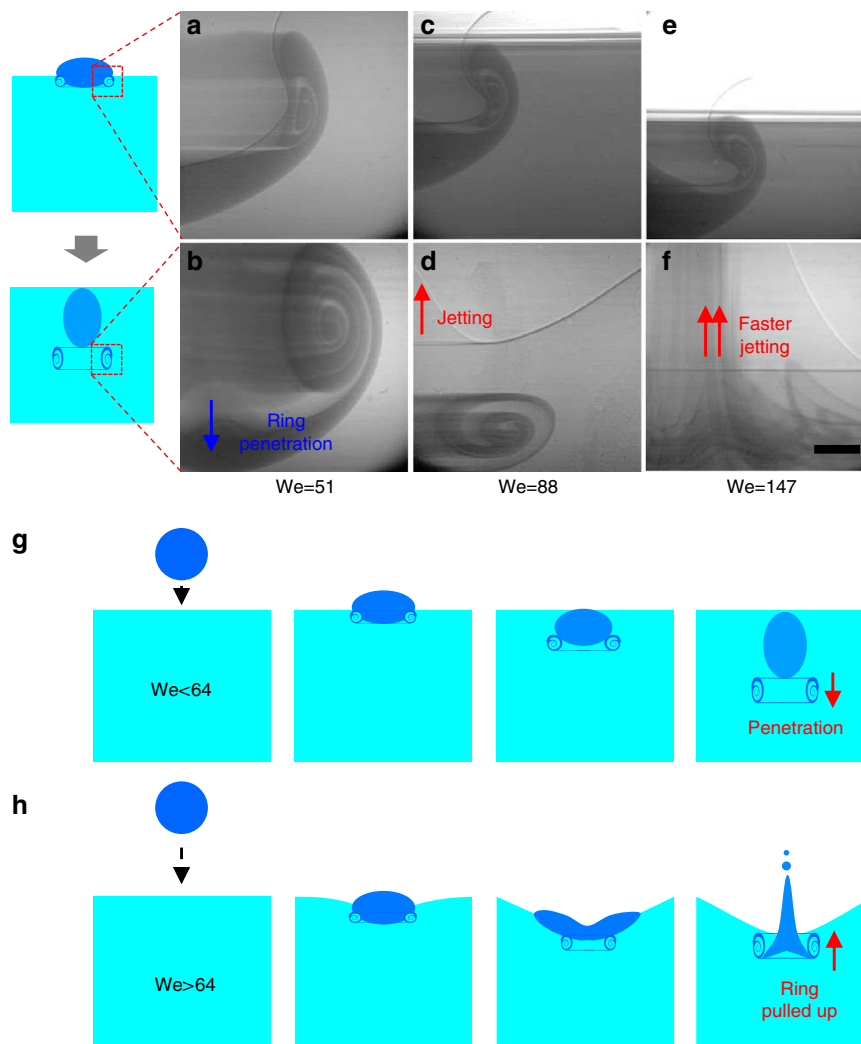 a
c
e
b
d
f
Jetting
Faster
jetting
Ring
penetration
We=51
We=88
We=147
g
We<64
Penetration
h
We>64
Ring
pulled up